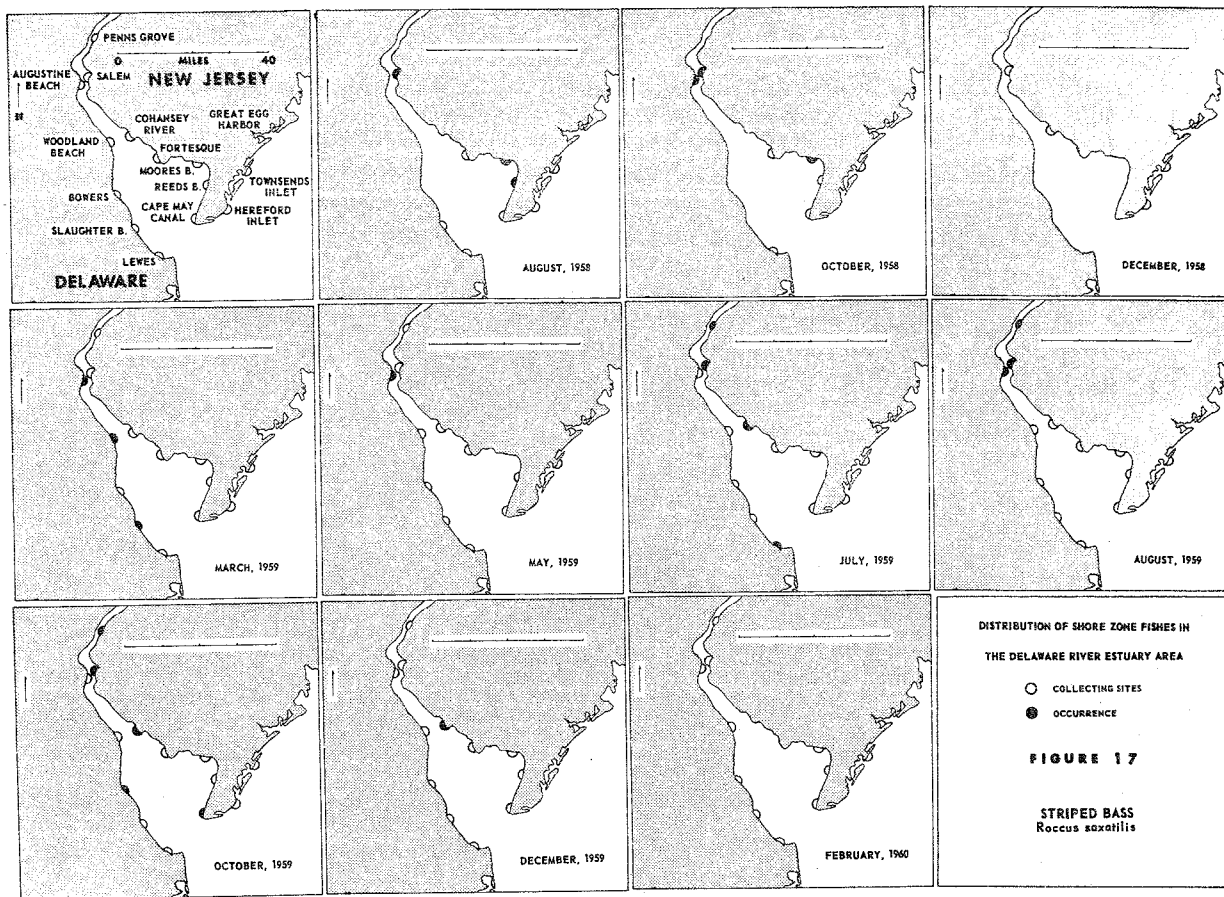 PENNS GROVE
0 MILES 40
AUGUSTINE BEACH
SALEM
NEW JERSEY
COHANSEY RIVER
GREAT EGG HARBOR
WOODLAND BEACH
FORTESQUE
MOORES B.
REEDS B.
TOWNSENDS INLET
BOWERS
CAPE MAY CANAL
HEREFORD INLET
SLAUGHTER B.
LEWES
DELAWARE
AUGUST, 1958
OCTOBER, 1958
DECEMBER, 1958
MARCH, 1959
MAY, 1959
JULY, 1959
AUGUST, 1959
OCTOBER, 1959
DECEMBER, 1959
FEBRUARY, 1960
DISTRIBUTION OF SHORE ZONE FISHES IN
THE DELAWARE RIVER ESTUARY AREA
COLLECTING SITES
OCCURRENCE
FIGURE 17
STRIPED BASS
Roccus saxatilis